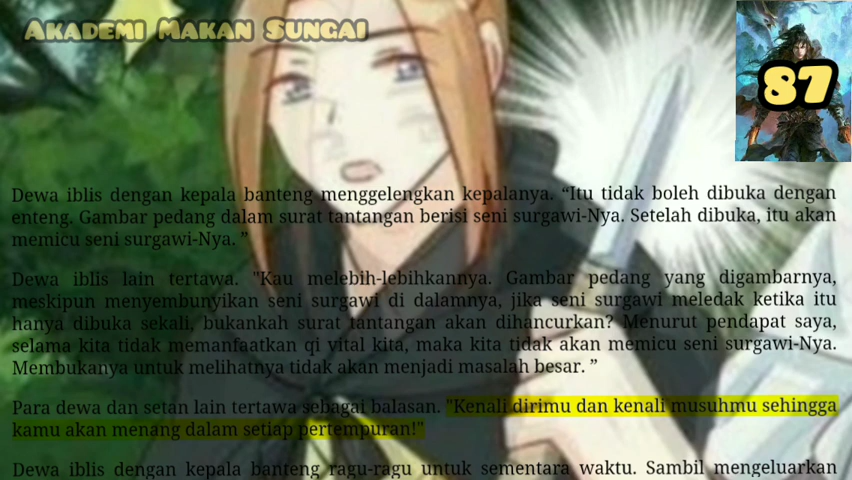 Akademi Makan Sungai
87
Dewa iblis dengan kepala banteng menggelengkan kepalanya. “Itu tidak boleh dibuka dengan
enteng. Gambar pedang dalam surat tantangan berisi seni surgawi-Nya. Setelah dibuka, itu akan
memicu seni surgawi-Nya. ”
Dewa iblis lain tertawa. "Kau melebih-lebihkannya. Gambar pedang yang digambarnya,
meskipun menyembunyikan seni surgawi di dalamnya, jika seni surgawi meledak ketika itu
hanya dibuka sekali, bukankah surat tantangan akan dihancurkan? Menurut pendapat saya,
selama kita tidak memanfaatkan qi vital kita, maka kita tidak akan memicu seni surgawi-Nya.
Membukanya untuk melihatnya tidak akan menjadi masalah besar. ”
Para dewa dan setan lain tertawa sebagai balasan. "Kenali dirimu dan kenali musuhmu sehingga
kamu akan menang dalam setiap pertempuran!"
Dewa iblis dengan kepala banteng ragu-ragu untuk sementara waktu. Sambil mengeluarkan